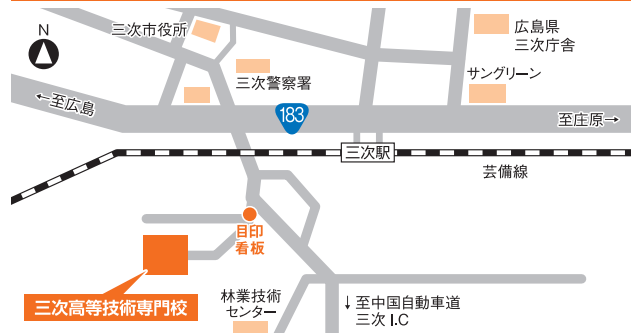 N
三次市役所
広島県
三次庁舎
三次警察署
サングリーン
←至広島
183
至庄原→
三次駅
芸備線
目印
看板
三次高等技術専門校
林業技術
センター
↓至中国自動車道
三次I.C